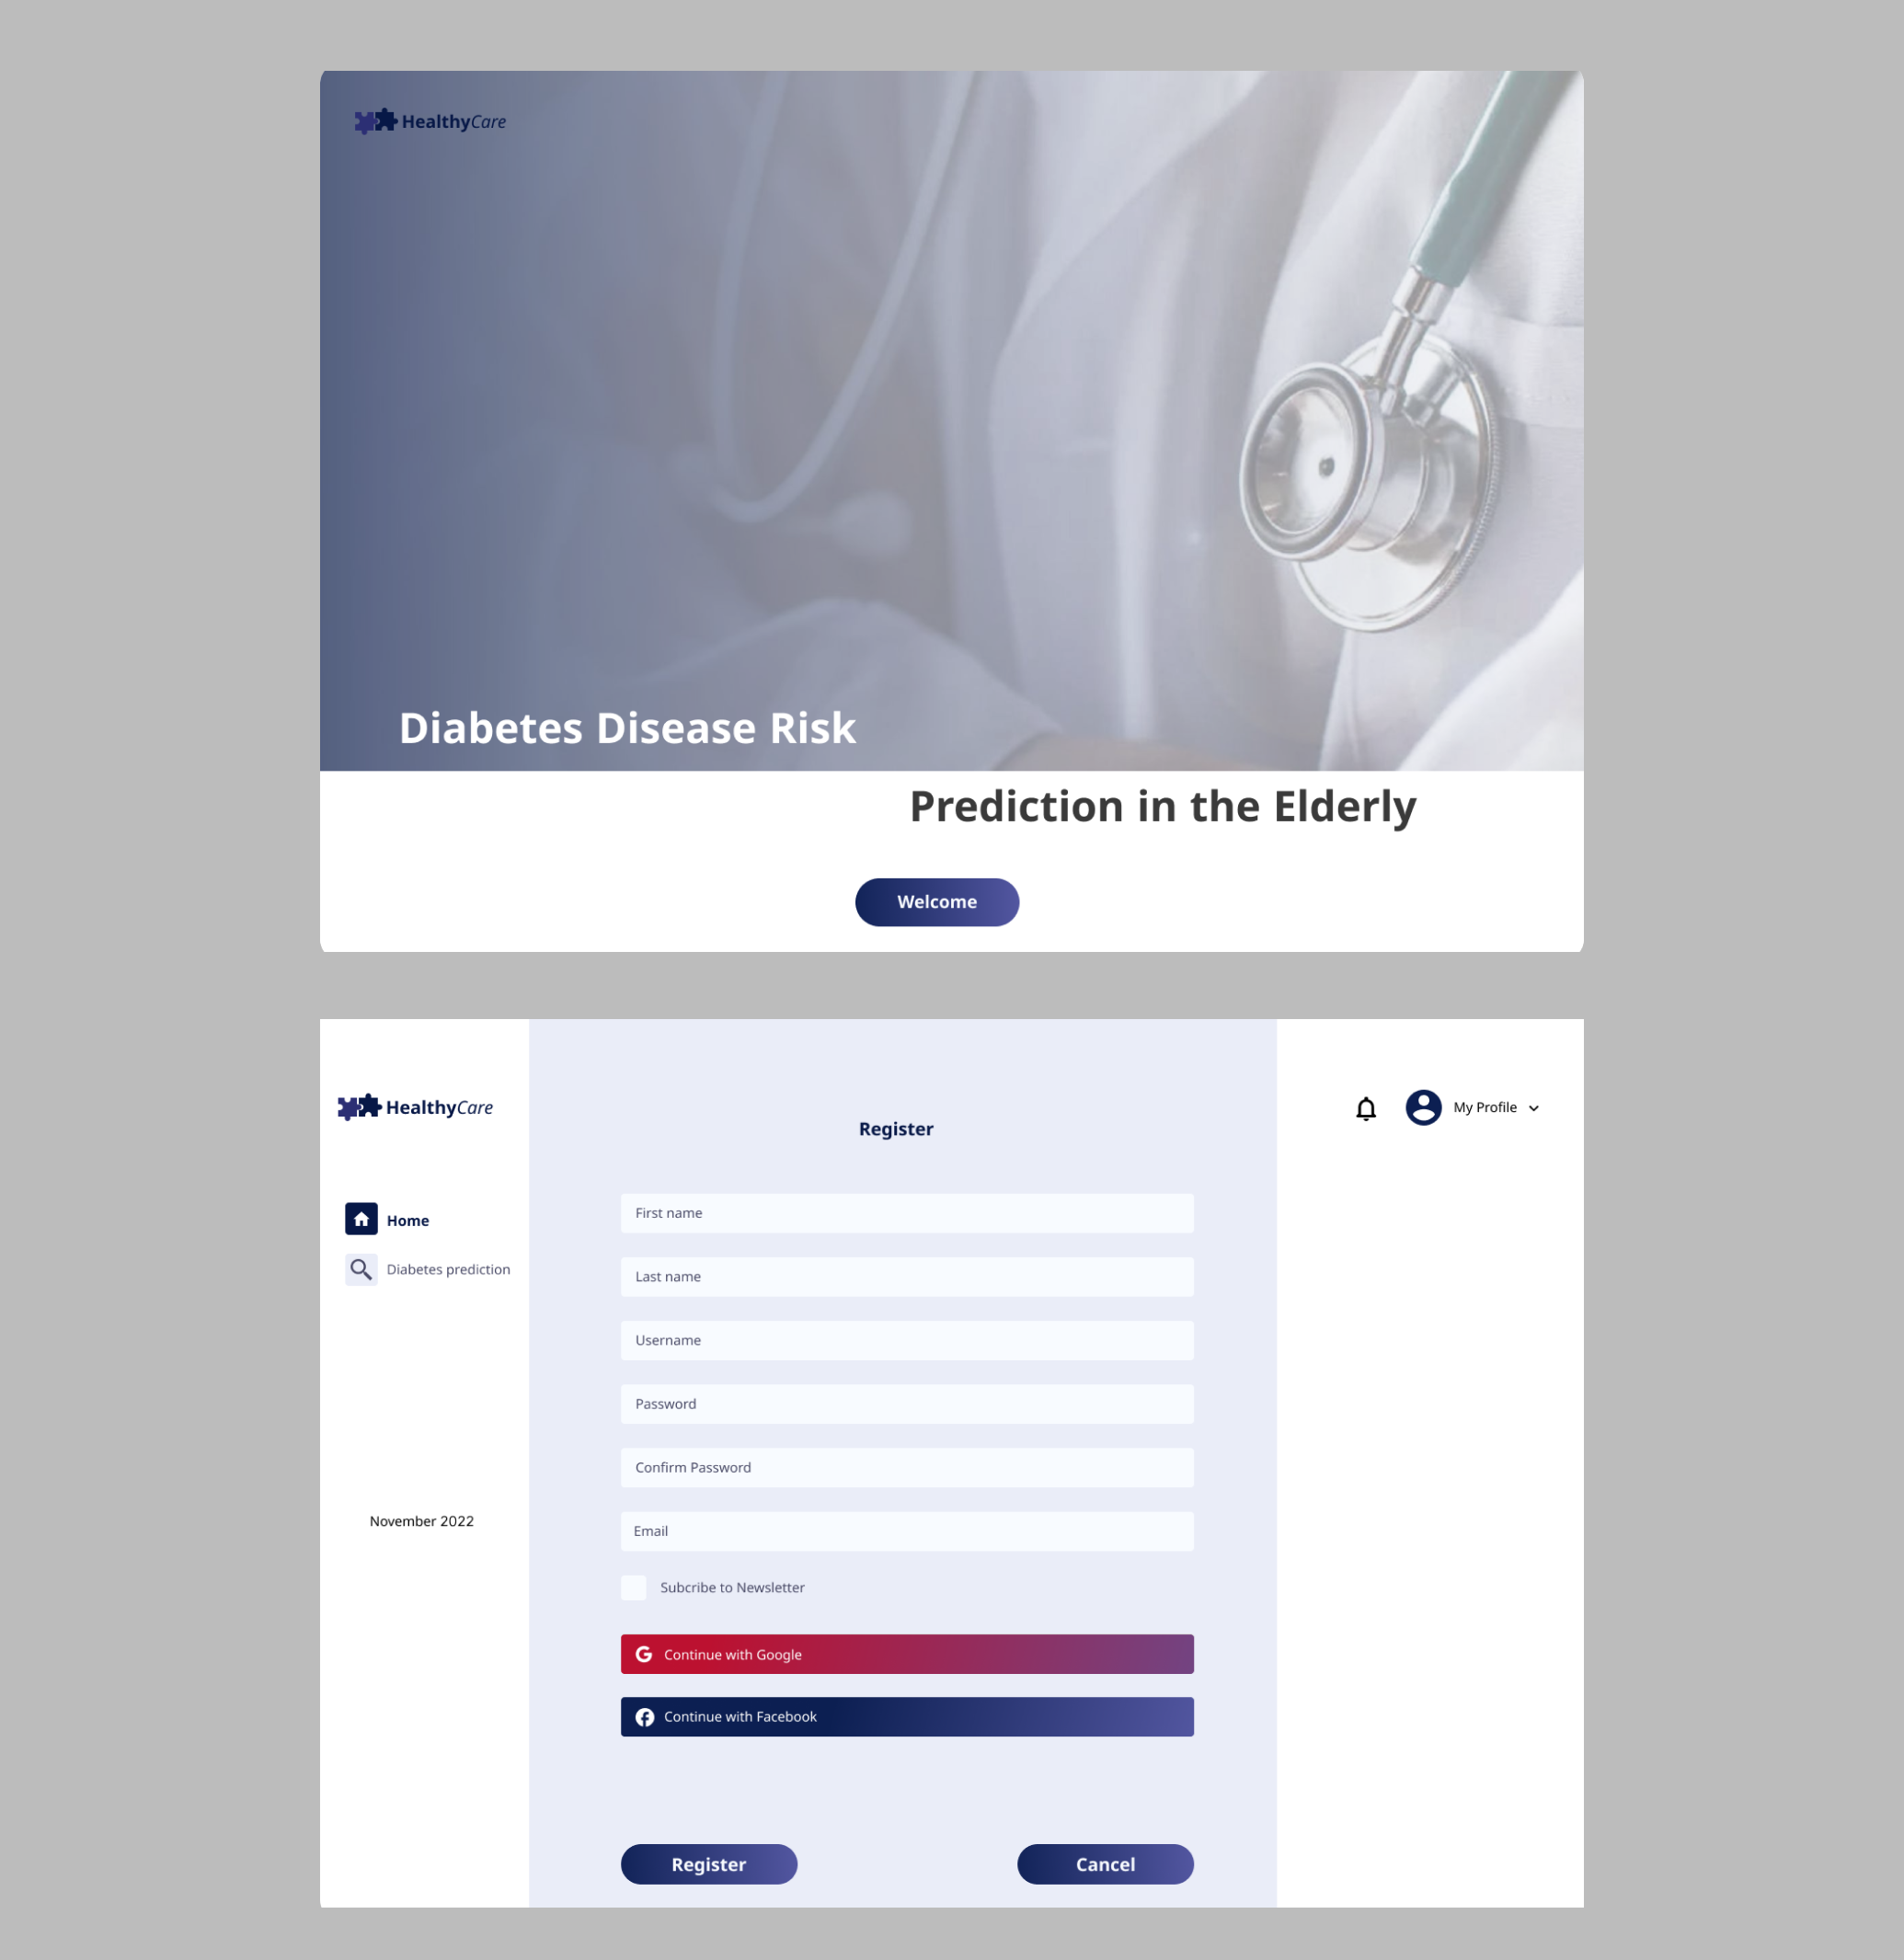 HealthyCare
Diabetes Disease Risk
Prediction in the Elderly
Welcome
HealthyCare
My Profile
Register
Home
Diabetes prediction
First name
Last name
Username
Password
Confirm Password
November 2022
Email
Subcribe to Newsletter
Continue with Google
Continue with Facebook
Register
Cancel